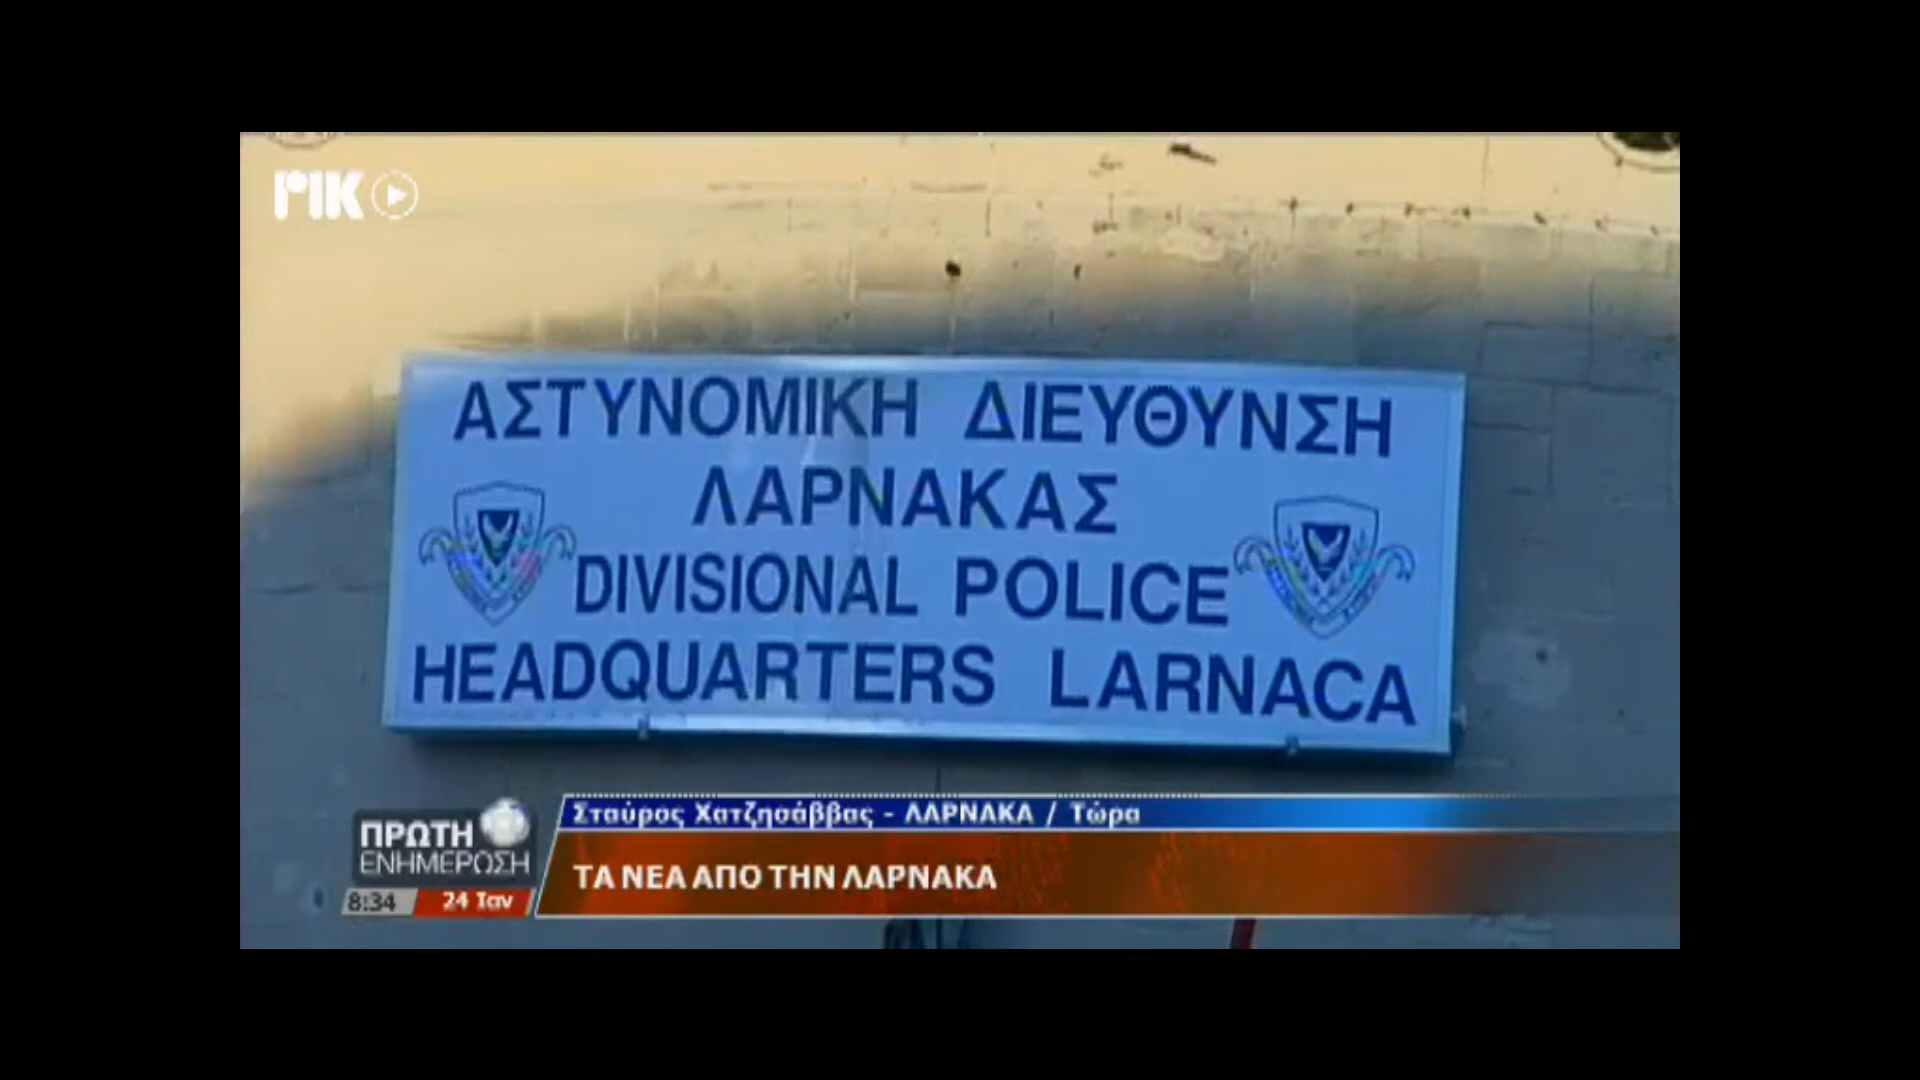 ΡΙΚ
ΑΣΤΥΝΟΜΙΚΗ ΔΙΕΥΘΥΝΣΗ
ΛΑΡΝΑΚΑΣ
DIVISIONAL POLICE
HEADQUARTERS LARNACA
ΠΡΩΤΗ
ΕΝΗΜΕΡΩΣΗ
8:34 24 Ιαν
Σταύρος Χατζησάββας - ΛΑΡΝΑΚΑ / Τώρα
ΤΑ ΝΕΑ ΑΠΟ ΤΗΝ ΛΑΡΝΑΚΑ